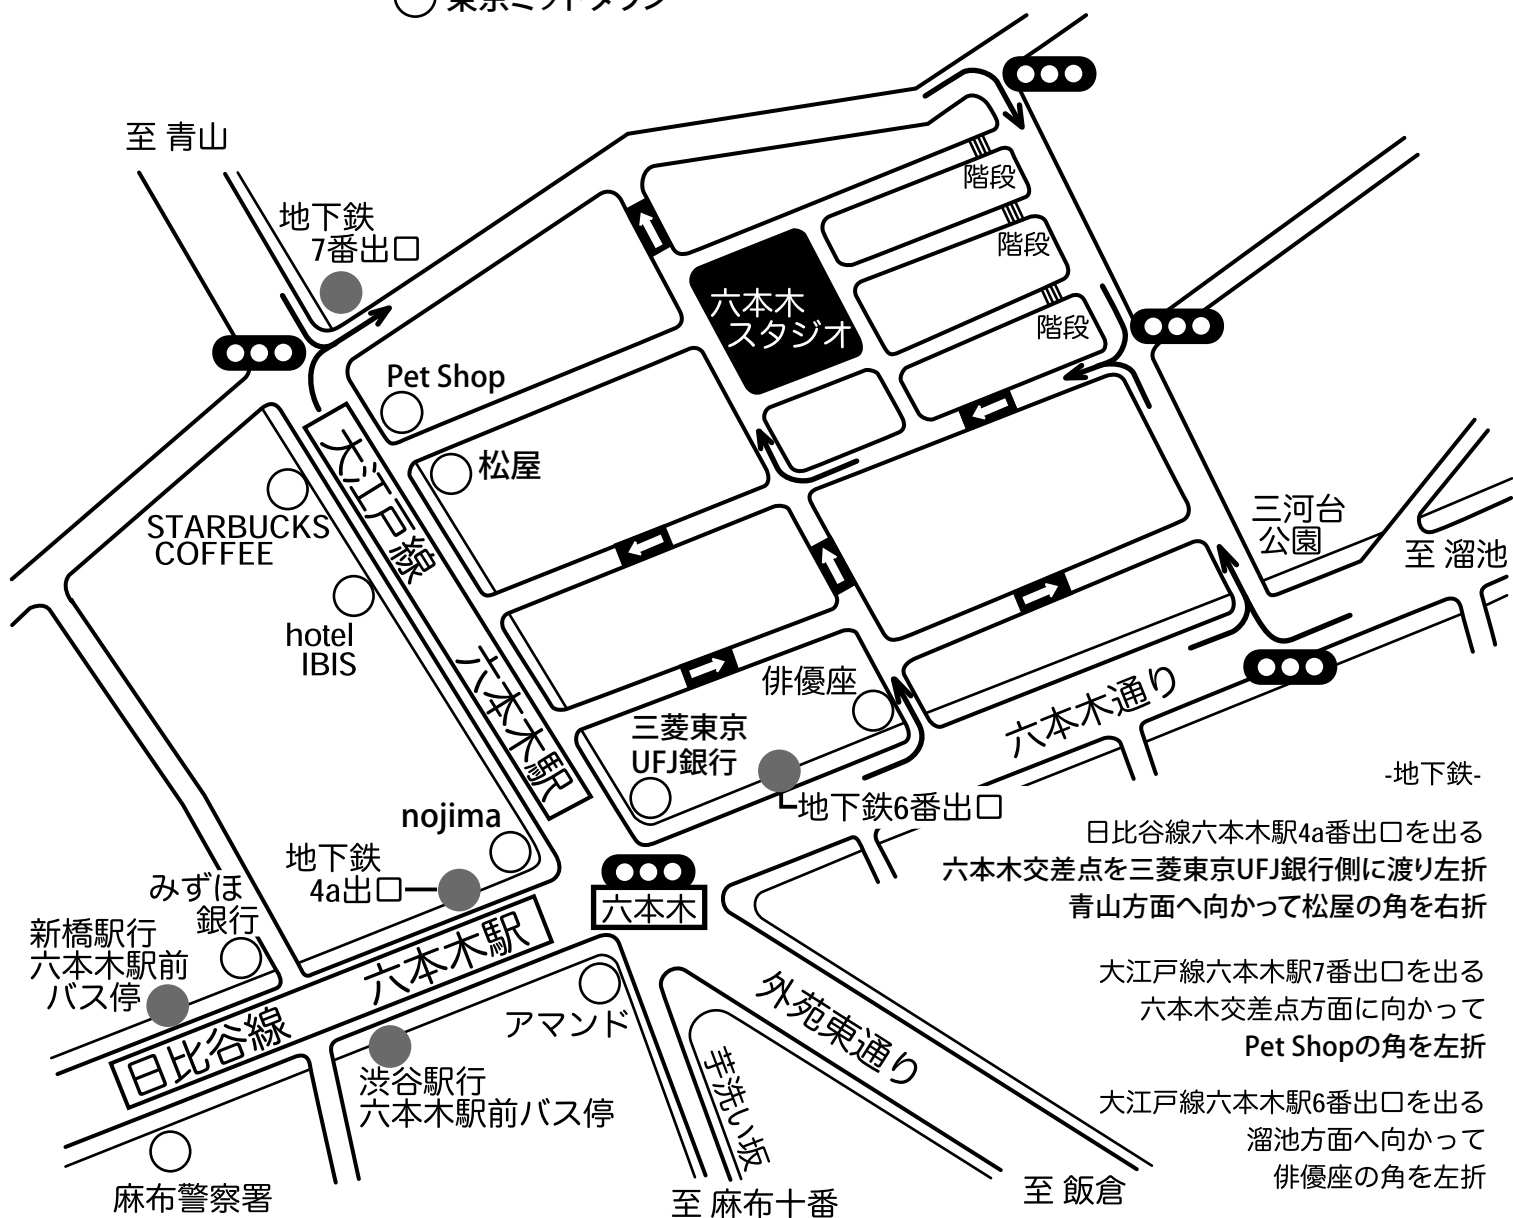 東京ミッドタウン
至 青山
地下鉄
7番出口
階段
階段
階段
六本木
スタジオ
Pet Shop
松屋
大江戸線 六本木駅
STARBUCKS
COFFEE
hotel
IBIS
三河台
公園
至 溜池
俳優座
三菱東京
UFJ銀行
六本木通り
地下鉄6番出口
nojima
地下鉄
4a出口
六本木
みずほ
銀行
新橋駅行
六本木駅前
バス停
日比谷線 六本木駅
アマンド
外苑東通り
芋洗い坂
渋谷駅行
六本木駅前バス停
麻布警察署
至 麻布十番
至 飯倉
-地下鉄-
日比谷線六本木駅4a番出口を出る
六本木交差点を三菱東京UFJ銀行側に渡り左折
青山方面へ向かって松屋の角を右折
大江戸線六本木駅7番出口を出る
六本木交差点方面に向かって
Pet Shopの角を左折
大江戸線六本木駅6番出口を出る
溜池方面へ向かって
俳優座の角を左折